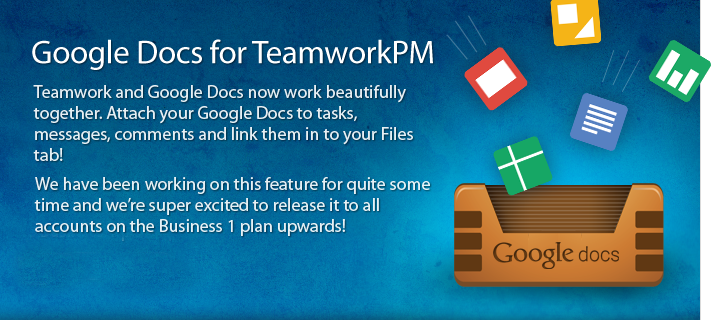 Google Docs for TeamworkPM
Teamwork and Google Docs now work beautifully
together. Attach your Google Docs to tasks,
messages, comments and link them in to your Files
tab!
We have been working on this feature for quite some
time and we're super excited to release it to all
accounts on the Business 1 plan upwards!
Google docs